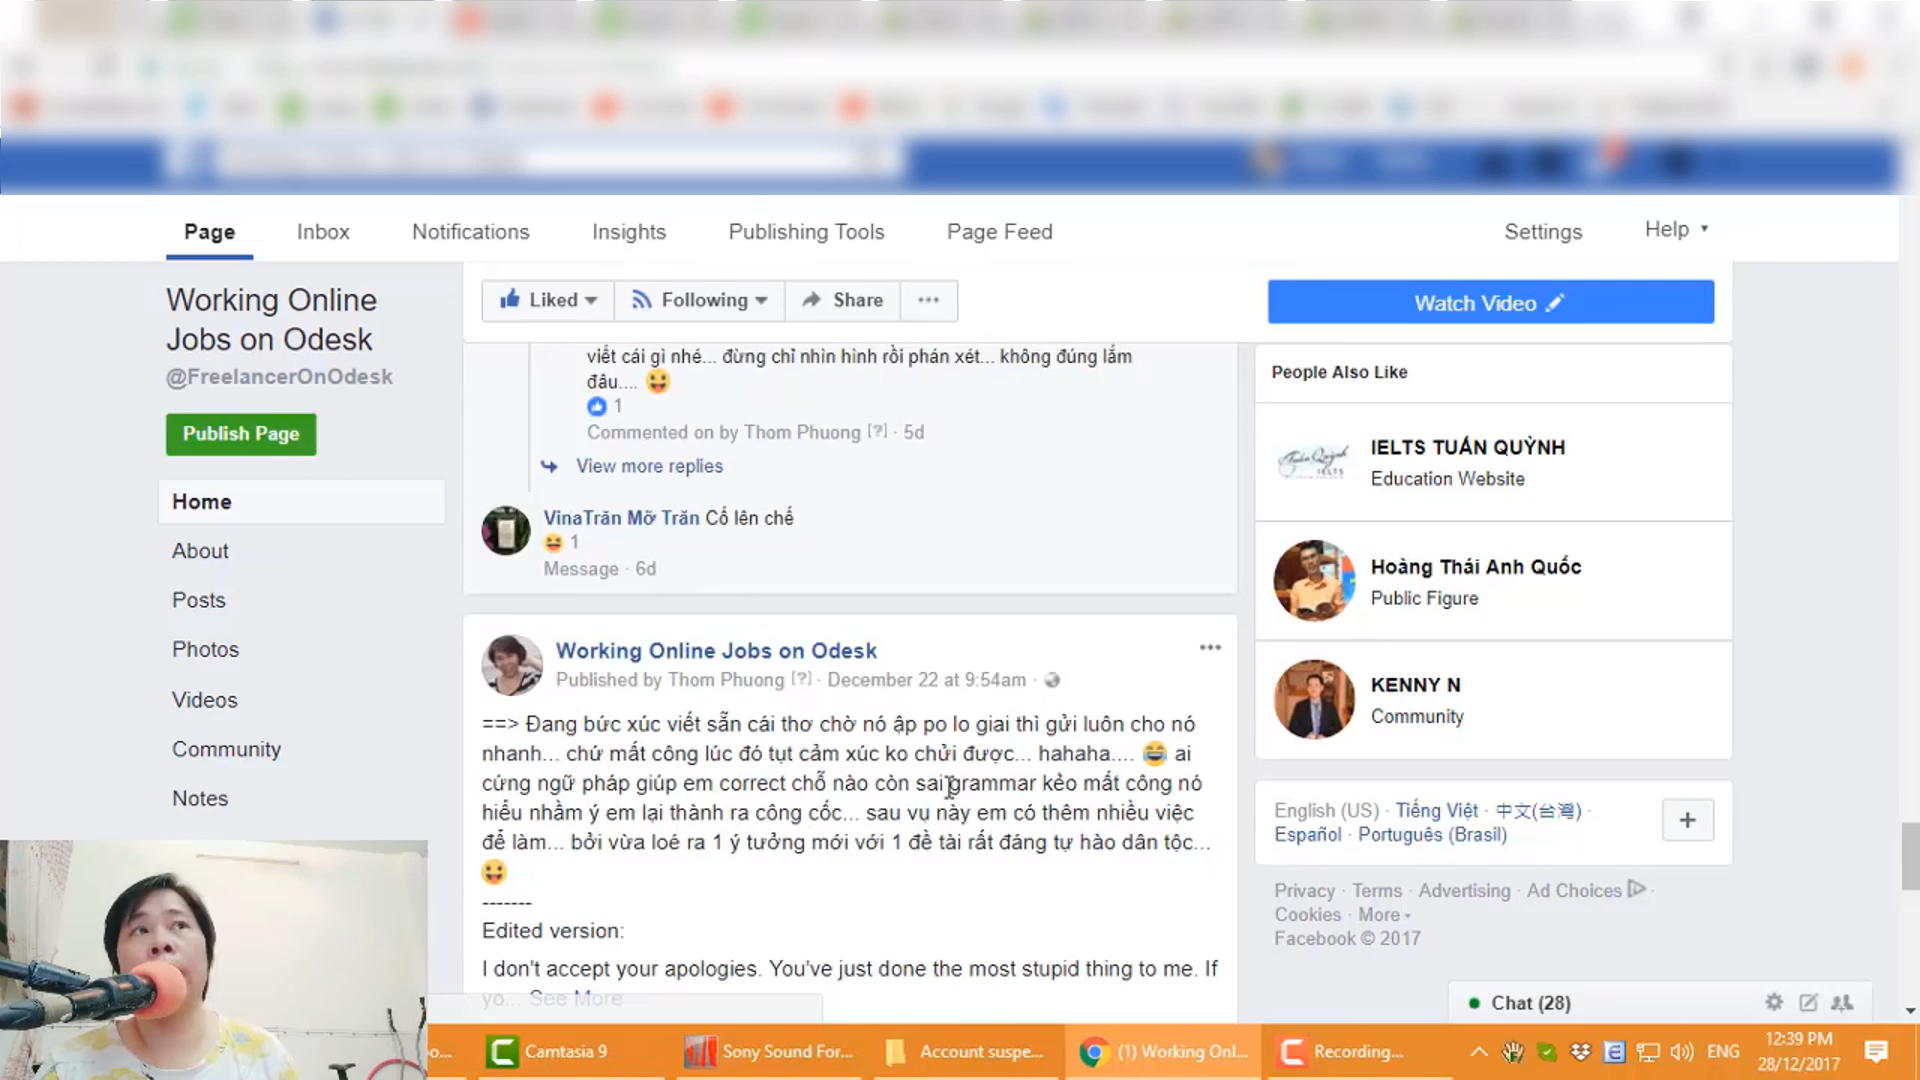 Page
Inbox
Notifications
Insights
Publishing Tools
Page Feed
Settings
Help
Working Online
Jobs on Odesk
@FreelancerOnOdesk
Publish Page
Home
About
Posts
Photos
Videos
Community
Notes
Liked
Following
Share
Watch Video
viết cái gì nhé... đừng chỉ nhìn hình rồi phán xét... không đúng lắm
đâu....
1
Commented on by Thom Phuong [?] · 5d
View more replies
VinaTrăn Mỡ Trăn Cố lên chế
1
Message · 6d
Working Online Jobs on Odesk
Published by Thom Phuong [?] · December 22 at 9:54am ·
==> Đang bức xúc viết sẵn cái thơ chờ nó ập po lo giai thì gửi luôn cho nó
nhanh... chứ mất công lúc đó tụt cảm xúc ko chửi được... hahaha.... ai
cứng ngữ pháp giúp em correct chỗ nào còn sai grammar kẻo mất công nó
hiểu nhầm ý em lại thành ra công cốc... sau vụ này em có thêm nhiều việc
để làm... bởi vừa loé ra 1 ý tưởng mới với 1 đề tài rất đáng tự hào dân tộc...
-------
Edited version:
I don't accept your apologies. You've just done the most stupid thing to me. If
yo... See More
People Also Like
IELTS TUẤN QUỲNH
Education Website
Hoàng Thái Anh Quốc
Public Figure
KENNY N
Community
English (US) · Tiếng Việt · 中文(台灣) ·
Español · Português (Brasil)
Privacy · Terms · Advertising · Ad Choices ·
Cookies · More
Facebook © 2017
Chat (28)
o...
Camtasia 9
Sony Sound For...
Account suspe...
(1) Working Onl...
Recording...
ENG
12:39 PM
28/12/2017